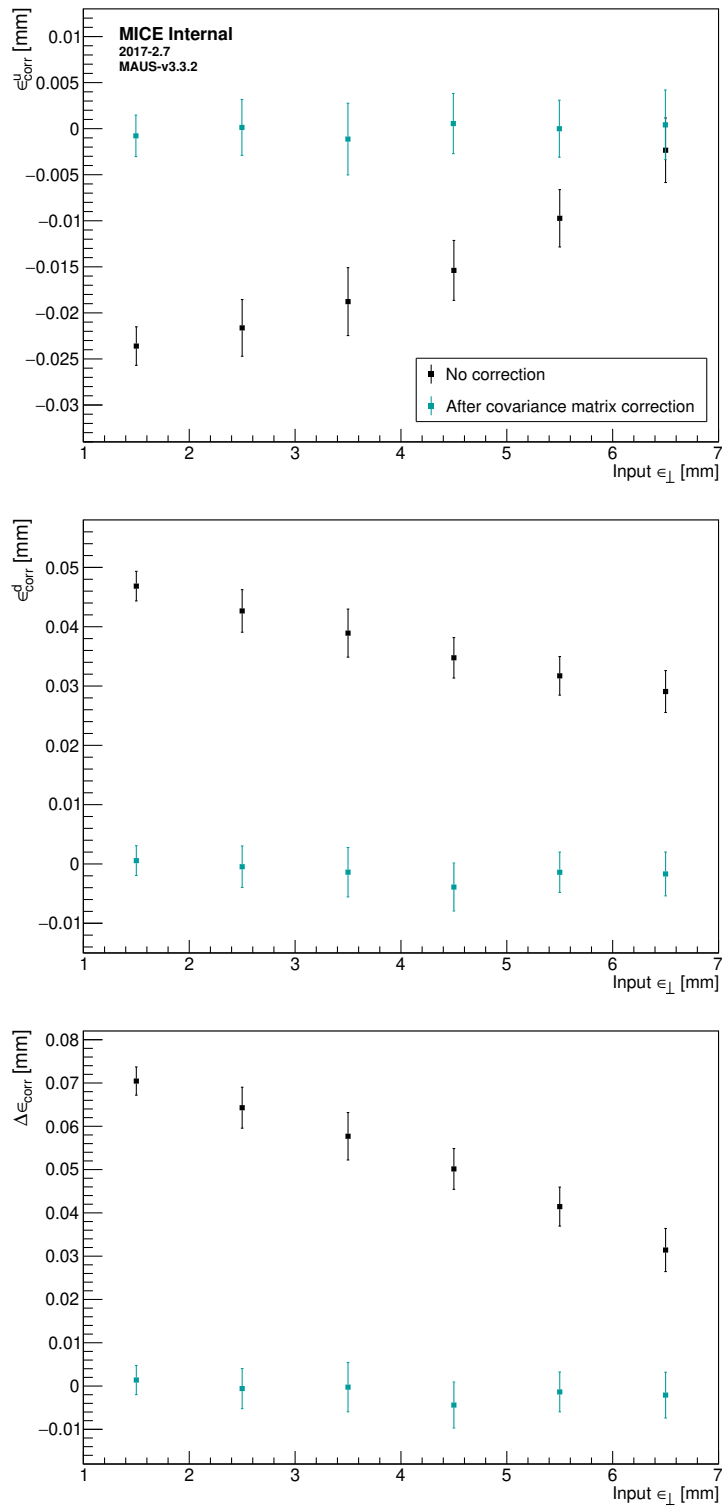 MICE Internal
2017-2.7
MAUS-v3.3.2
ϵᵘcorr [mm]
0.01
0.005
0
−0.005
−0.01
−0.015
−0.02
−0.025
−0.03
No correction
After covariance matrix correction
1 2 3 4 5 6 7
Input ϵ⊥ [mm]
ϵᵈcorr [mm]
0.05
0.04
0.03
0.02
0.01
0
−0.01
1 2 3 4 5 6 7
Input ϵ⊥ [mm]
Δϵcorr [mm]
0.08
0.07
0.06
0.05
0.04
0.03
0.02
0.01
0
−0.01
1 2 3 4 5 6 7
Input ϵ⊥ [mm]